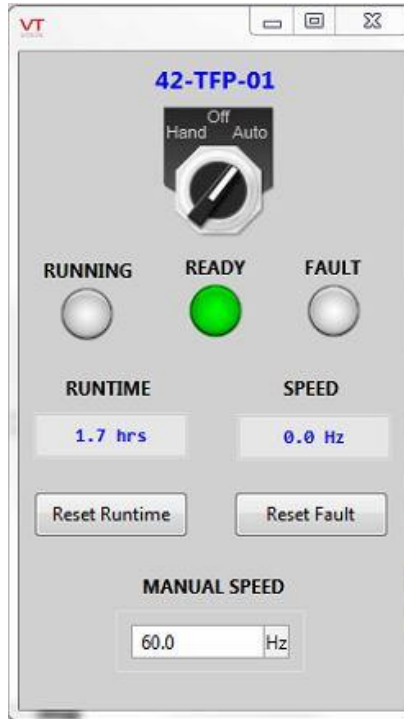 VT
42-TFP-01
Off
Hand Auto
RUNNING READY FAULT
RUNTIME SPEED
1.7 hrs 0.0 Hz
Reset Runtime Reset Fault
MANUAL SPEED
60.0 Hz